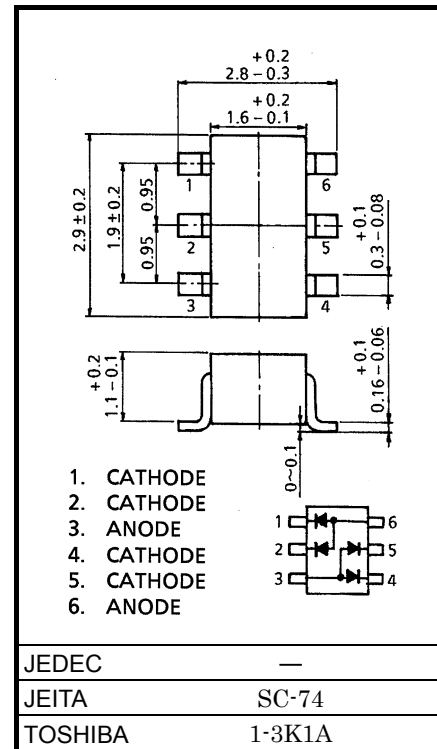 +0.2
2.8 – 0.3
+0.2
1.6 – 0.1
2.9 ± 0.2
1.9 ± 0.2
0.95
0.95
1
2
3
6
5
4
+0.1
0.3 – 0.08
+0.2
1.1 – 0.1
+0.1
0.16 – 0.06
0~0.1
1. CATHODE
2. CATHODE
3. ANODE
4. CATHODE
5. CATHODE
6. ANODE
1
6
2
5
3
4
JEDEC —
JEITA SC-74
TOSHIBA 1-3K1A